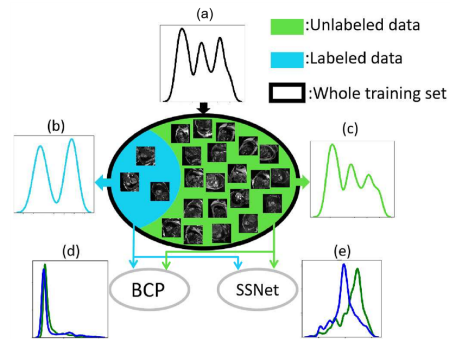 (a)
:Unlabeled data
:Labeled data
:Whole training set
(b)
(c)
(d)
BCP
SSNet
(e)